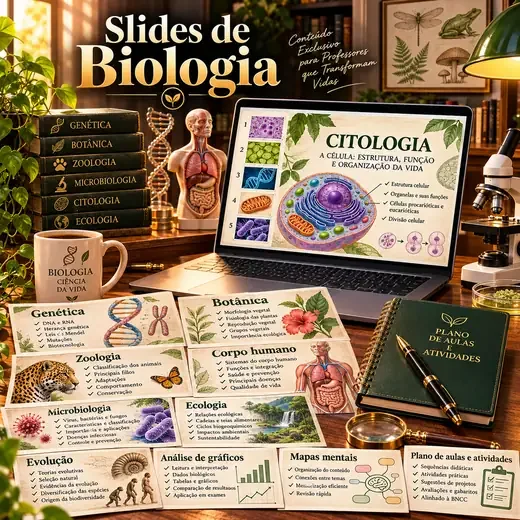 Slides de
Biologia
Conteúdo
Exclusivo
para Professores
que Transformam
Vidas
GENÉTICA
BOTÂNICA
ZOOLOGIA
MICROBIOLOGIA
CITOLOGIA
ECOLOGIA
CITOLOGIA
A CÉLULA: ESTRUTURA, FUNÇÃO
E ORGANIZAÇÃO DA VIDA
Estrutura celular
Organelas e suas funções
Células procarióticas e
eucarióticas
Divisão celular
BIOLOGIA
CIÊNCIA
DA VIDA
PLANO
DE AULAS
E
ATIVIDADES
Genética
DNA e RNA
Herança genética
Mutações
Biotecnologia
Botânica
Morfologia vegetal
Fisiologia das plantas
Reprodução vegetal
Grupos vegetais
Importância ecológica
Zoologia
Classificação dos animais
Principais filos
Adaptações
Comportamento
Conservação
Corpo humano
Sistemas do corpo humano
Funções e integração
Saúde e prevenção
Principais doenças
Qualidade de vida
Microbiologia
Vírus, bactérias e fungos
Características e classificação
Importância e aplicação
Doenças infecciosas
Controle e prevenção
Ecologia
Relações ecológicas
Cadeias e teias alimentares
Ciclos biogeoquímicos
Impactos ambientais
Sustentabilidade
Evolução
Teorias evolutivas
Seleção natural
Evidências da evolução
Diversificação das espécies
Origem da biodiversidade
Análise de gráficos
Leitura e interpretação
Dados biológicos
Tabelas e gráficos
Comparação de resultados
Aplicação em exames
Mapas mentais
Organização do conteúdo
Conexões entre temas
Memorização eficiente
Revisão rápida
Plano de aulas e atividades
Sequências didáticas
Atividades práticas
Sugestões de projetos
Avaliações e gabaritos
Alinhado à BNCC